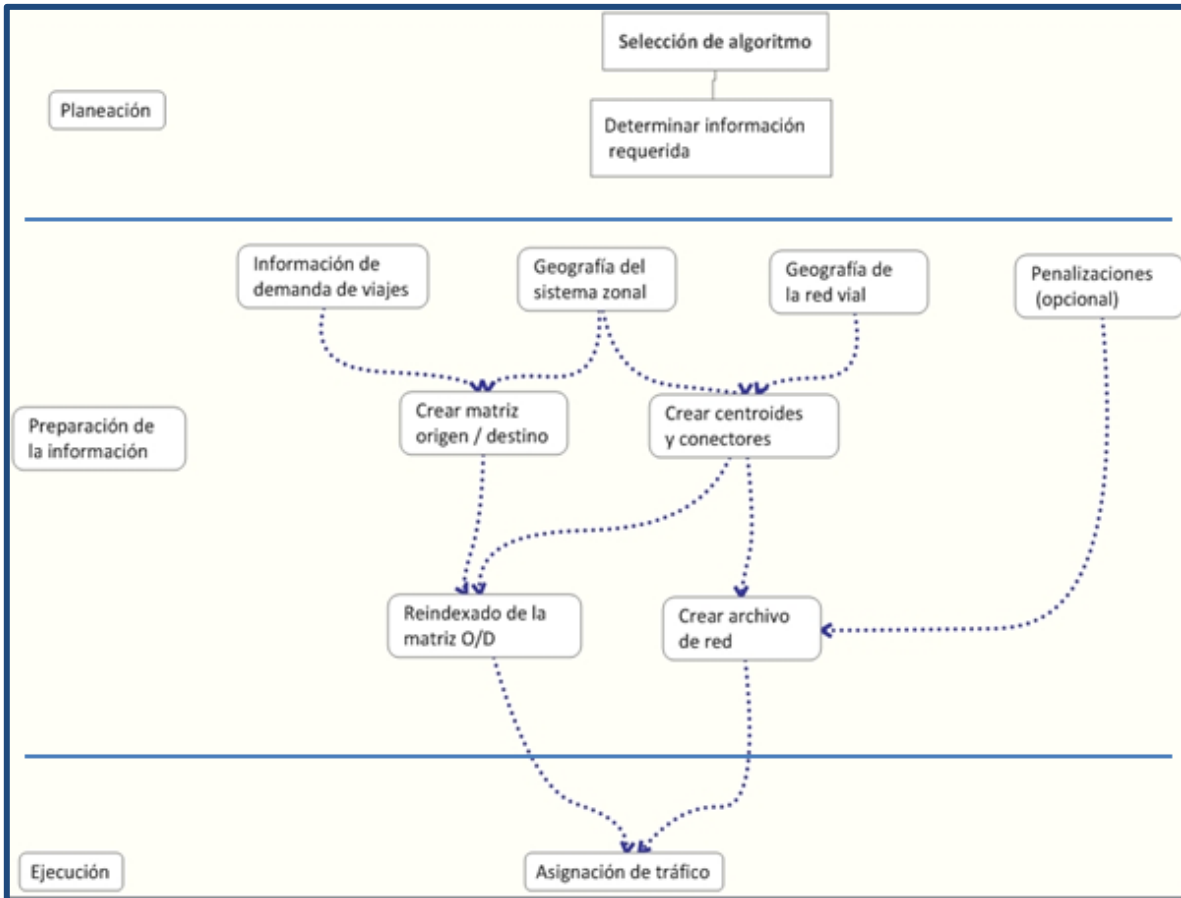 Selección de algoritmo
Planeación
Determinar información
requerida
Información de
demanda de viajes
Geografía del
sistema zonal
Geografía de
la red vial
Penalizaciones
(opcional)
Preparación de
la información
Crear matriz
origen / destino
Crear centroides
y conectores
Reindexado de la
matriz O/D
Crear archivo
de red
Ejecución
Asignación de tráfico